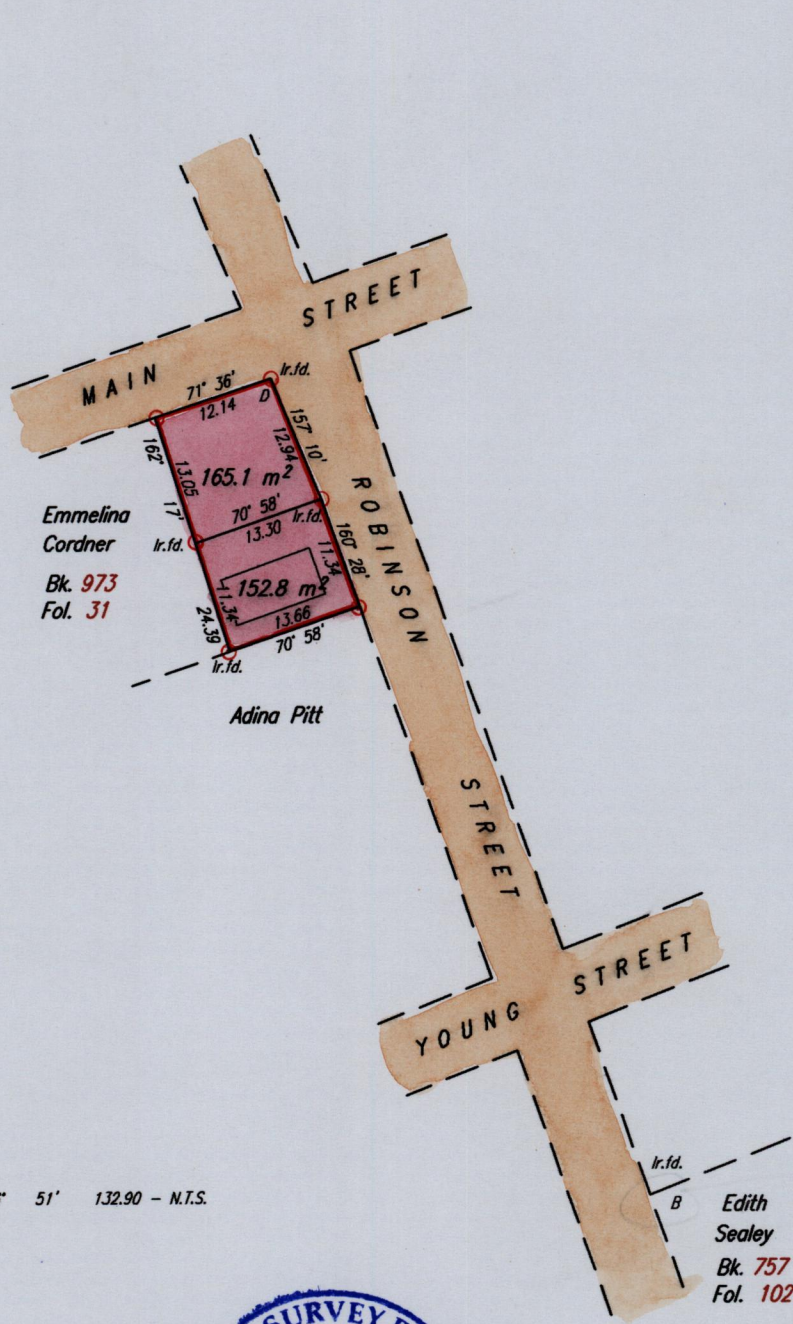 MAIN STREET
71° 36'
12.14
Ir.fd.
D
157° 10'
12.94
162° 17'
13.05
165.1 m²
ROBINSON STREET
70° 58'
13.30
Ir.fd.
Ir.fd.
160° 28'
11.34
Emmelina
Cordner
Bk. 973
Fol. 31
152.8 m²
11.34
24.39
13.66
70° 58'
Ir.fd.
Adina Pitt
YOUNG STREET
Ir.fd.
B
51' 132.90 - N.T.S.
Edith
Sealey
Bk. 757
Fol. 102
SURVEY